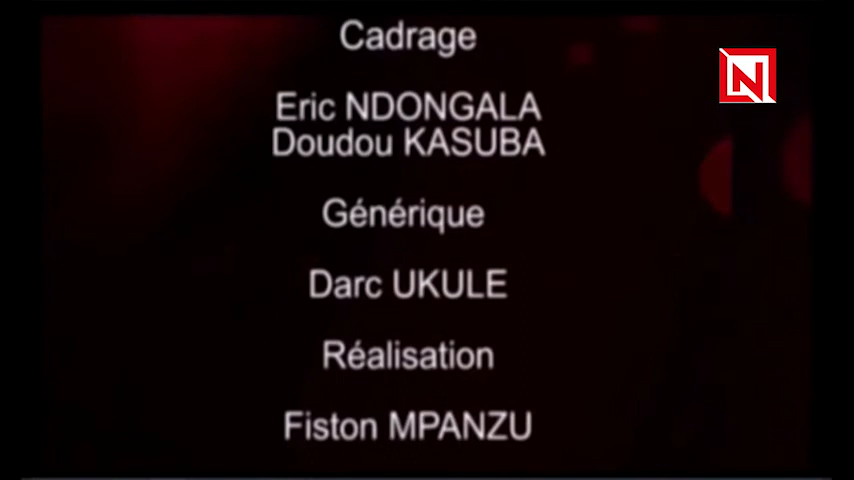 Cadrage
Eric NDONGALA
Doudou KASUBA
Générique
Darc UKULE
Réalisation
Fiston MPANZU
N